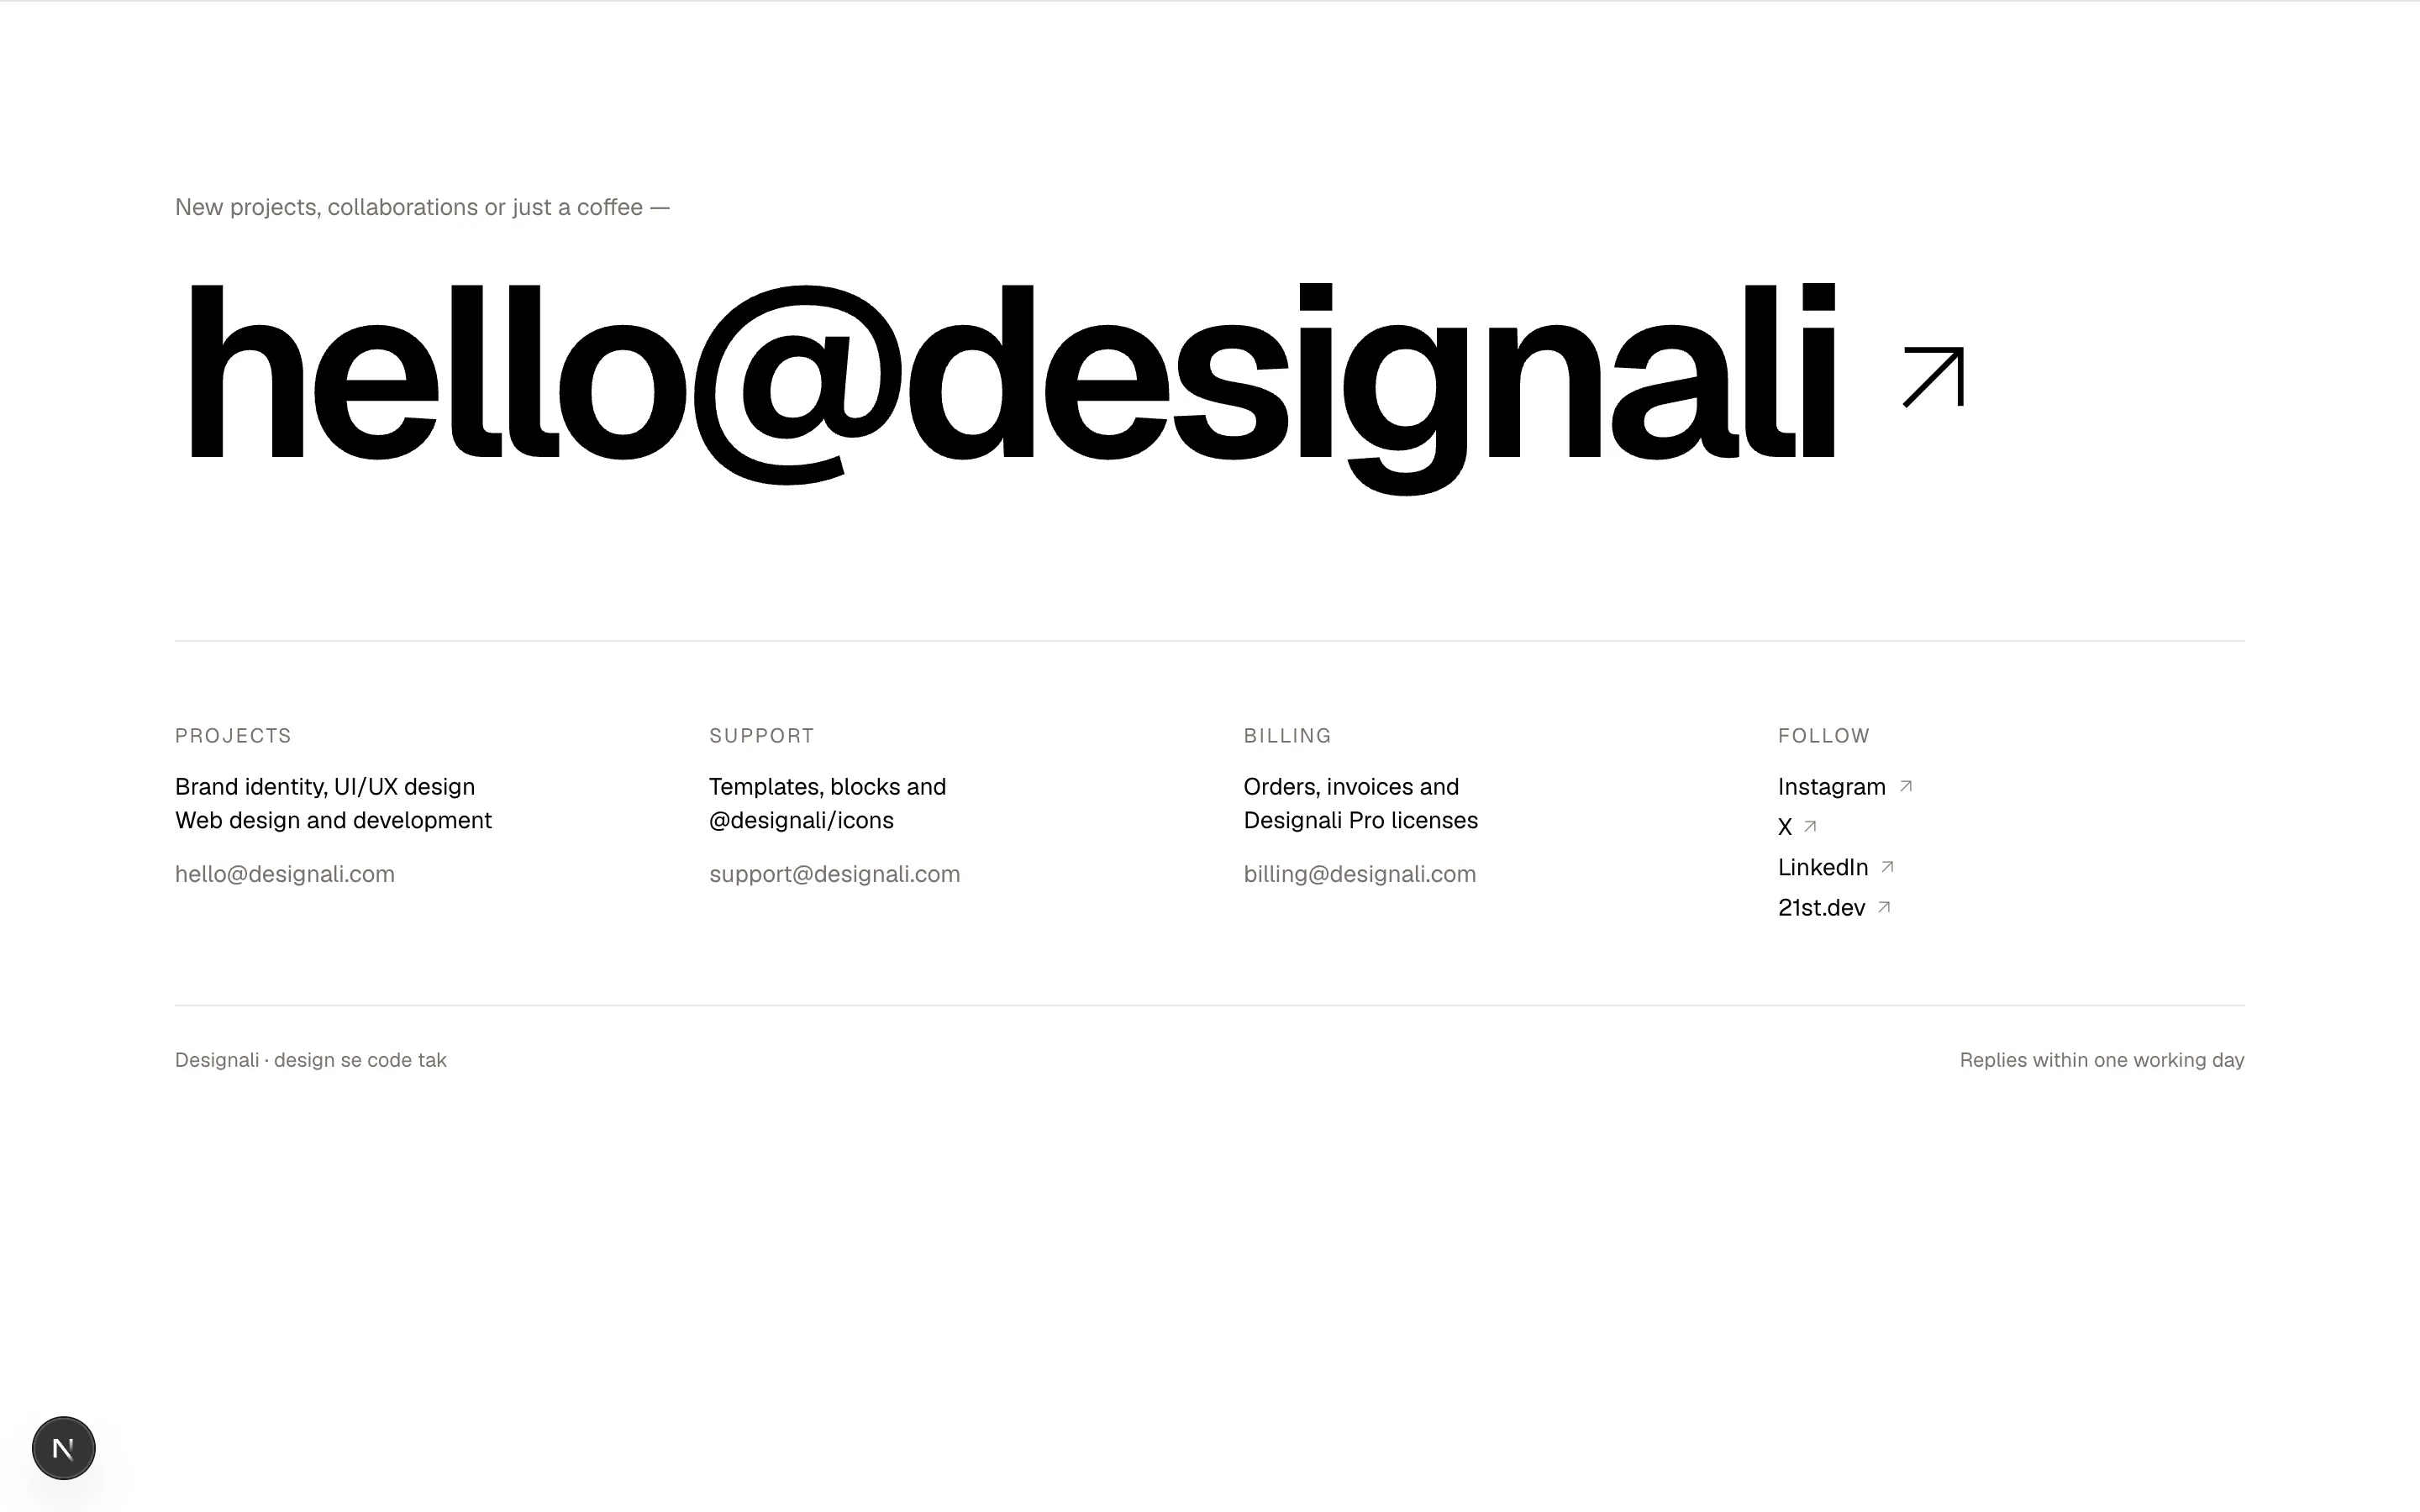 New projects, collaborations or just a coffee —
hello@designali
PROJECTS
Brand identity, UI/UX design
Web design and development
hello@designali.com
SUPPORT
Templates, blocks and
@designali/icons
support@designali.com
BILLING
Orders, invoices and
Designali Pro licenses
billing@designali.com
FOLLOW
Instagram
X
LinkedIn
21st.dev
Designali · design se code tak
Replies within one working day
N